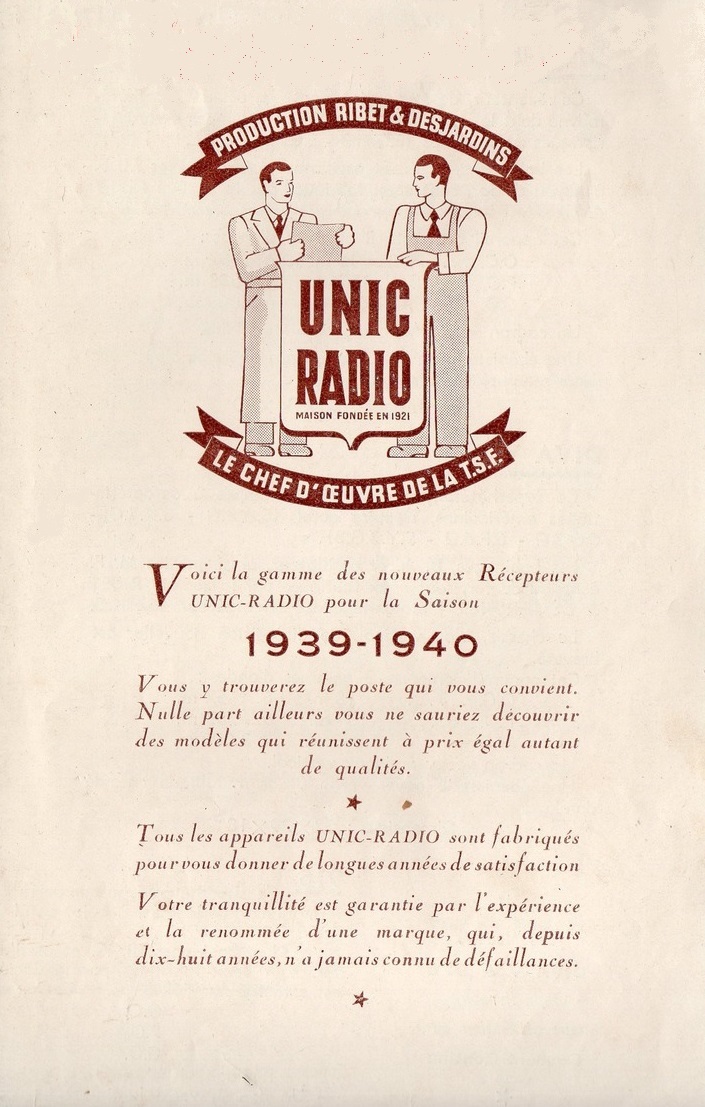 PRODUCTION RIBET & DESJARDINS
UNIC
RADIO
MAISON FONDÉE EN 1921
LE CHEF D'ŒUVRE DE LA T.S.F.
Voici la gamme des nouveaux Récepteurs
UNIC-RADIO pour la Saison
1939-1940
Vous y trouverez le poste qui vous convient.
Nulle part ailleurs vous ne sauriez découvrir
des modèles qui réunissent à prix égal autant
de qualités.
Tous les appareils UNIC-RADIO sont fabriqués
pour vous donner de longues années de satisfaction
Votre tranquillité est garantie par l'expérience
et la renommée d'une marque, qui, depuis
dix-huit années, n'a jamais connu de défaillances.